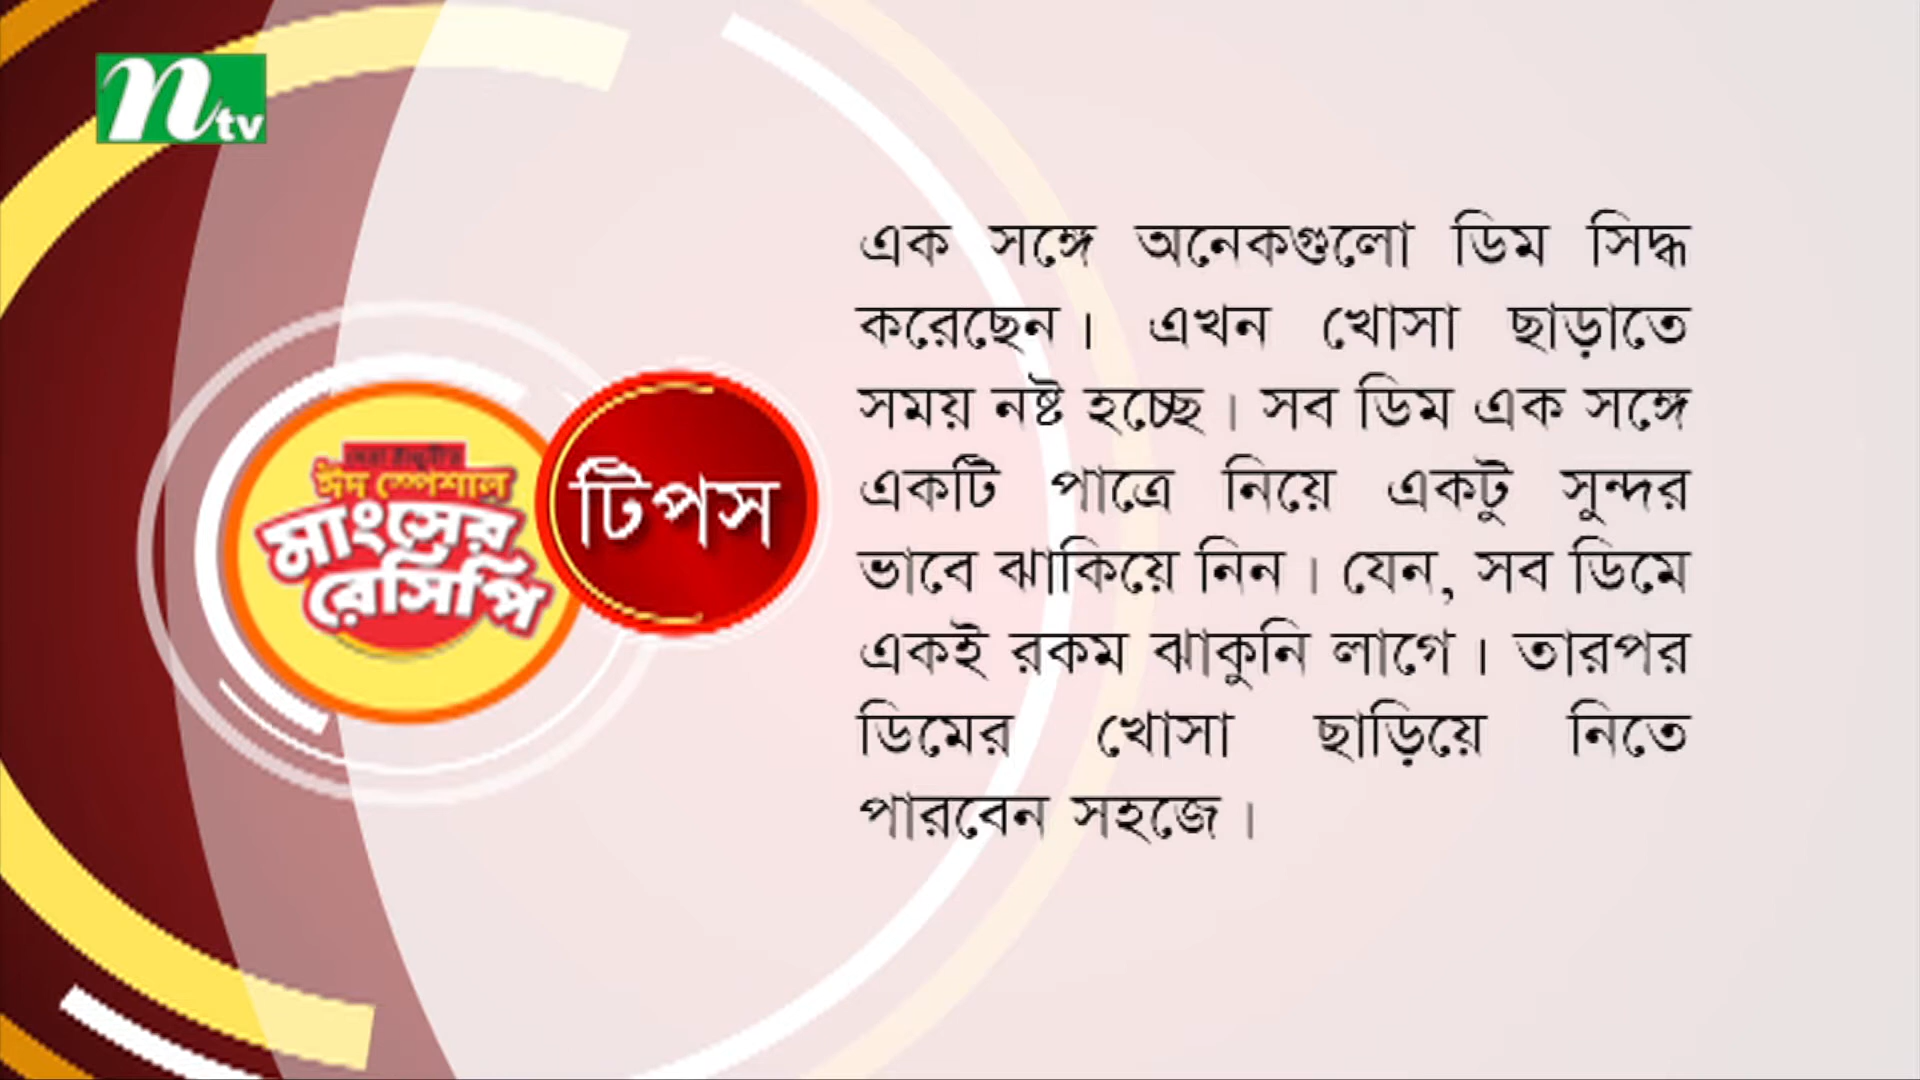 ntv
ঈদ স্পেশাল
মাংসের
রেসিপি
টিপস
এক সঙ্গে অনেকগুলো ডিম সিদ্ধ
করেছেন। এখন খোসা ছাড়াতে
সময় নষ্ট হচ্ছে। সব ডিম এক সঙ্গে
একটি পাত্রে নিয়ে একটু সুন্দর
ভাবে ঝাকিয়ে নিন। যেন, সব ডিমে
একই রকম ঝাকুনি লাগে। তারপর
ডিমের খোসা ছাড়িয়ে নিতে
পারবেন সহজে।